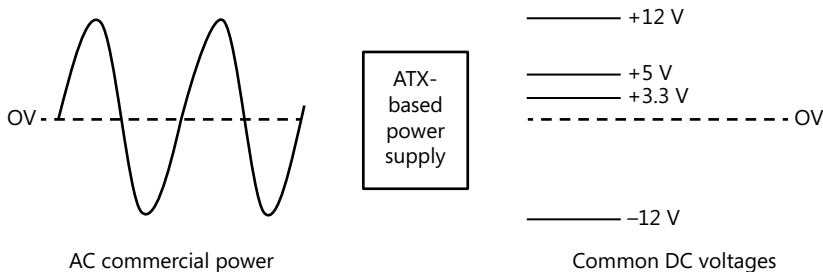 OV
AC commercial power
ATX-
based
power
supply
+12 V
+5 V
+3.3 V
OV
–12 V
Common DC voltages